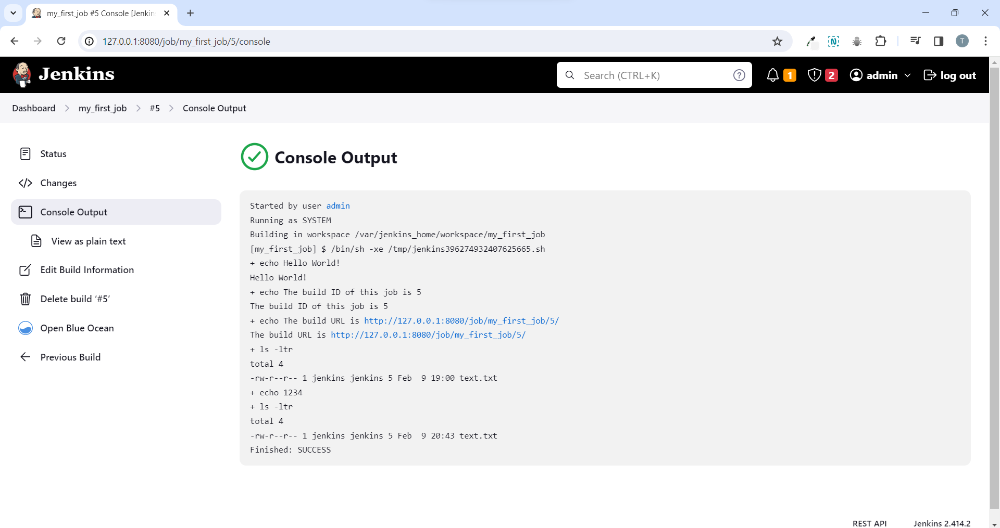 my_first_job #5 Console [Jenkin
127.0.0.1:8080/job/my_first_job/5/console
T
Jenkins
Search (CTRL+K)
1
2
admin
log out
Dashboard
my_first_job
#5
Console Output
Status
Changes
Console Output
View as plain text
Edit Build Information
Delete build ‘#5’
Open Blue Ocean
Previous Build
Console Output
Started by user admin
Running as SYSTEM
Building in workspace /var/jenkins_home/workspace/my_first_job
[my_first_job] $ /bin/sh -xe /tmp/jenkins396274932407625665.sh
+ echo Hello World!
Hello World!
+ echo The build ID of this job is 5
The build ID of this job is 5
+ echo The build URL is http://127.0.0.1:8080/job/my_first_job/5/
The build URL is http://127.0.0.1:8080/job/my_first_job/5/
+ ls -ltr
total 4
-rw-r--r-- 1 jenkins jenkins 5 Feb  9 19:00 text.txt
+ echo 1234
+ ls -ltr
total 4
-rw-r--r-- 1 jenkins jenkins 5 Feb  9 20:43 text.txt
Finished: SUCCESS
REST API
Jenkins 2.414.2